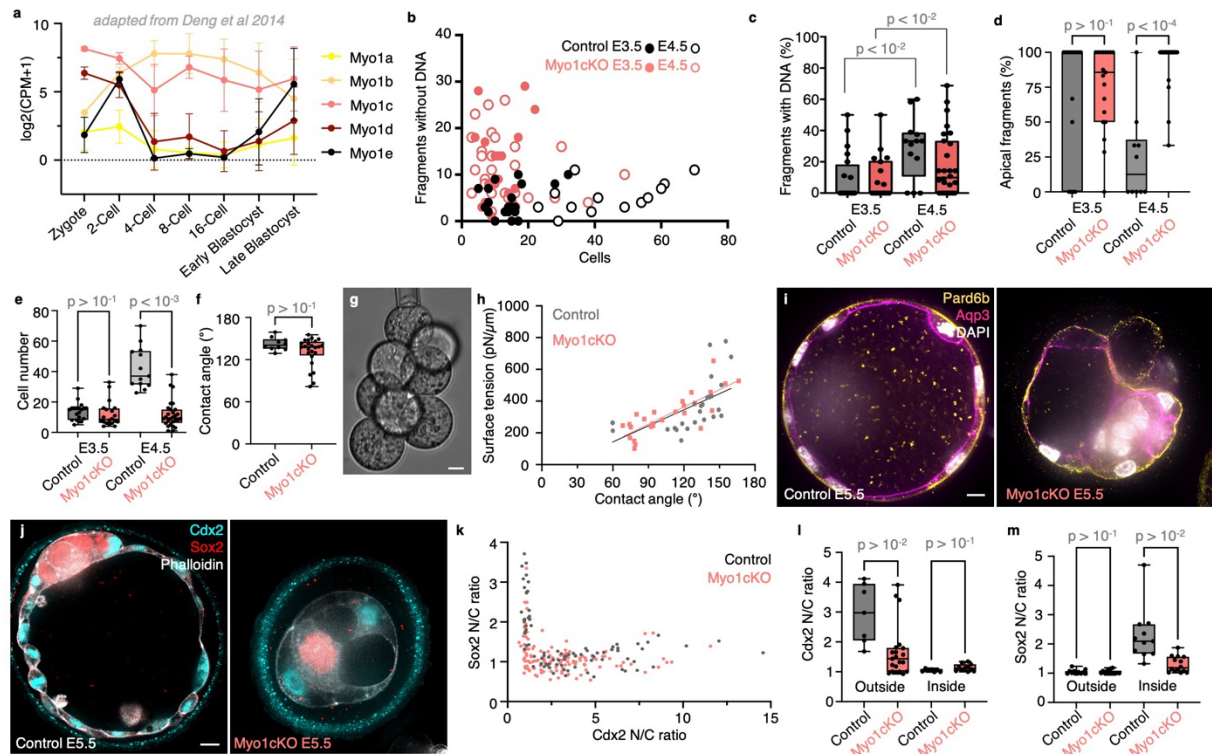 a
adapted from Deng et al 2014
log2(CPM+1)
10
5
0
Zygote
2-Cell
4-Cell
8-Cell
16-Cell
Early Blastocyst
Late Blastocyst
Myo1a
Myo1b
Myo1c
Myo1d
Myo1e
b
Control E3.5 E4.5
Myo1cKO E3.5 E4.5
Fragments without DNA
40
30
20
10
0
0 20 40 60 80
Cells
c
p < 10⁻²
p < 10⁻²
Fragments with DNA (%)
100
80
60
40
20
0
E3.5 E4.5
Control
Myo1cKO
Control
Myo1cKO
d
p > 10⁻¹ p < 10⁻⁴
Apical fragments (%)
100
80
60
40
20
0
E3.5 E4.5
Control
Myo1cKO
Control
Myo1cKO
e
p > 10⁻¹ p < 10⁻³
Cell number
80
60
40
20
0
E3.5 E4.5
Control
Myo1cKO
Control
Myo1cKO
f
p > 10⁻¹
Contact angle (°)
180
140
90
0
Control
Myo1cKO
g
h
Control
Myo1cKO
Surface tension (pN/µm)
1000
800
600
400
200
0
30 60 90 120 150 180
Contact angle (°)
i
Pard6b
Aqp3
DAPI
Control E5.5
Myo1cKO E5.5
j
Cdx2
Sox2
Phalloidin
Control E5.5
Myo1cKO E5.5
k
Control
Myo1cKO
Sox2 N/C ratio
4
3
2
1
0
0 5 10 15
Cdx2 N/C ratio
l
p > 10⁻² p > 10⁻¹
Cdx2 N/C ratio
5
4
3
2
1
0
Outside Inside
Control
Myo1cKO
Control
Myo1cKO
m
p > 10⁻¹ p > 10⁻²
Sox2 N/C ratio
5
4
3
2
1
0
Outside Inside
Control
Myo1cKO
Control
Myo1cKO